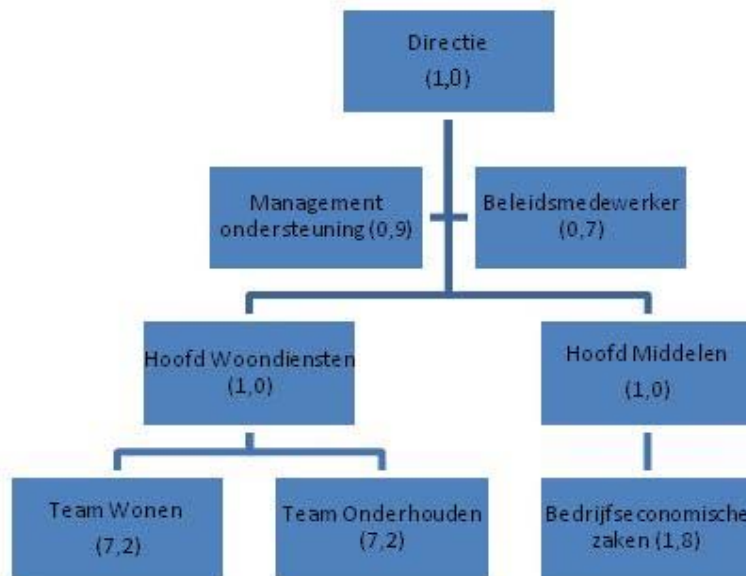 Directie
(1,0)
Management
ondersteuning (0,9)
Beleidsmedewerker
(0,7)
Hoofd Woondiensten
(1,0)
Hoofd Middelen
(1,0)
Team Wonen
(7,2)
Team Onderhouden
(7,2)
Bedrijfseconomische
zaken (1,8)